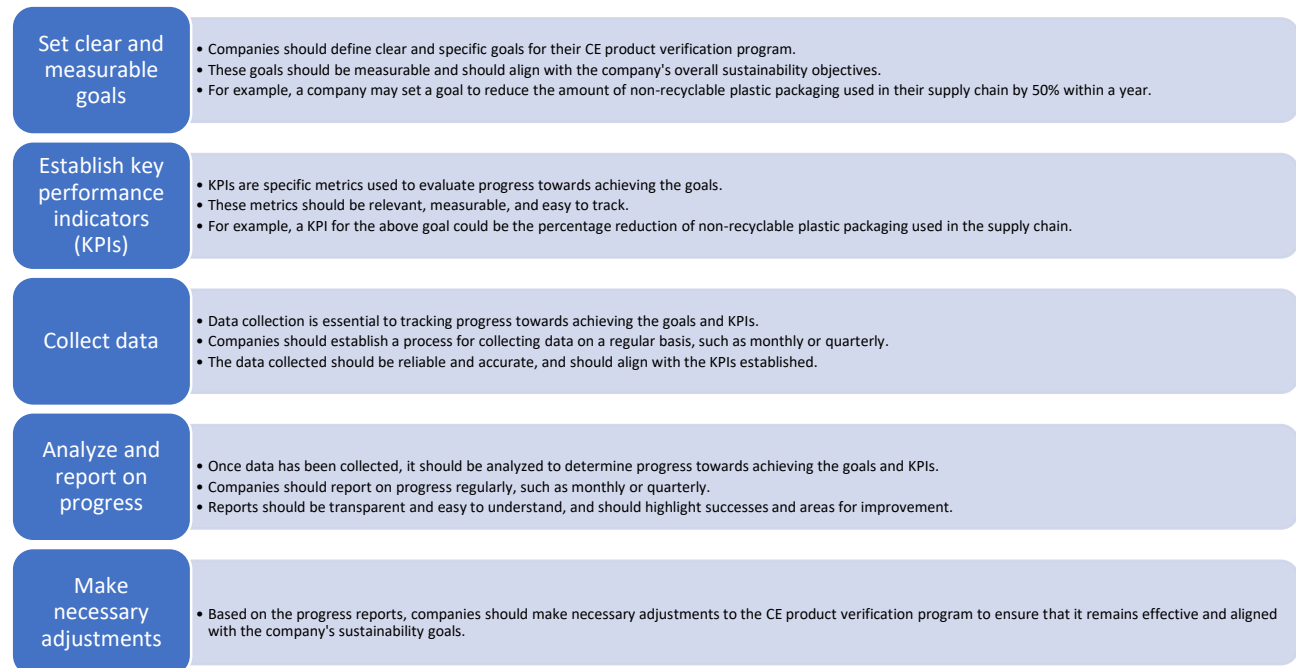 Set clear and
measurable
goals
• Companies should define clear and specific goals for their CE product verification program.
• These goals should be measurable and should align with the company's overall sustainability objectives.
• For example, a company may set a goal to reduce the amount of non-recyclable plastic packaging used in their supply chain by 50% within a year.
Establish key
performance
indicators
(KPIs)
• KPIs are specific metrics used to evaluate progress towards achieving the goals.
• These metrics should be relevant, measurable, and easy to track.
• For example, a KPI for the above goal could be the percentage reduction of non-recyclable plastic packaging used in the supply chain.
Collect data
• Data collection is essential to tracking progress towards achieving the goals and KPIs.
• Companies should establish a process for collecting data on a regular basis, such as monthly or quarterly.
• The data collected should be reliable and accurate, and should align with the KPIs established.
Analyze and
report on
progress
• Once data has been collected, it should be analyzed to determine progress towards achieving the goals and KPIs.
• Companies should report on progress regularly, such as monthly or quarterly.
• Reports should be transparent and easy to understand, and should highlight successes and areas for improvement.
Make
necessary
adjustments
• Based on the progress reports, companies should make necessary adjustments to the CE product verification program to ensure that it remains effective and aligned
with the company's sustainability goals.